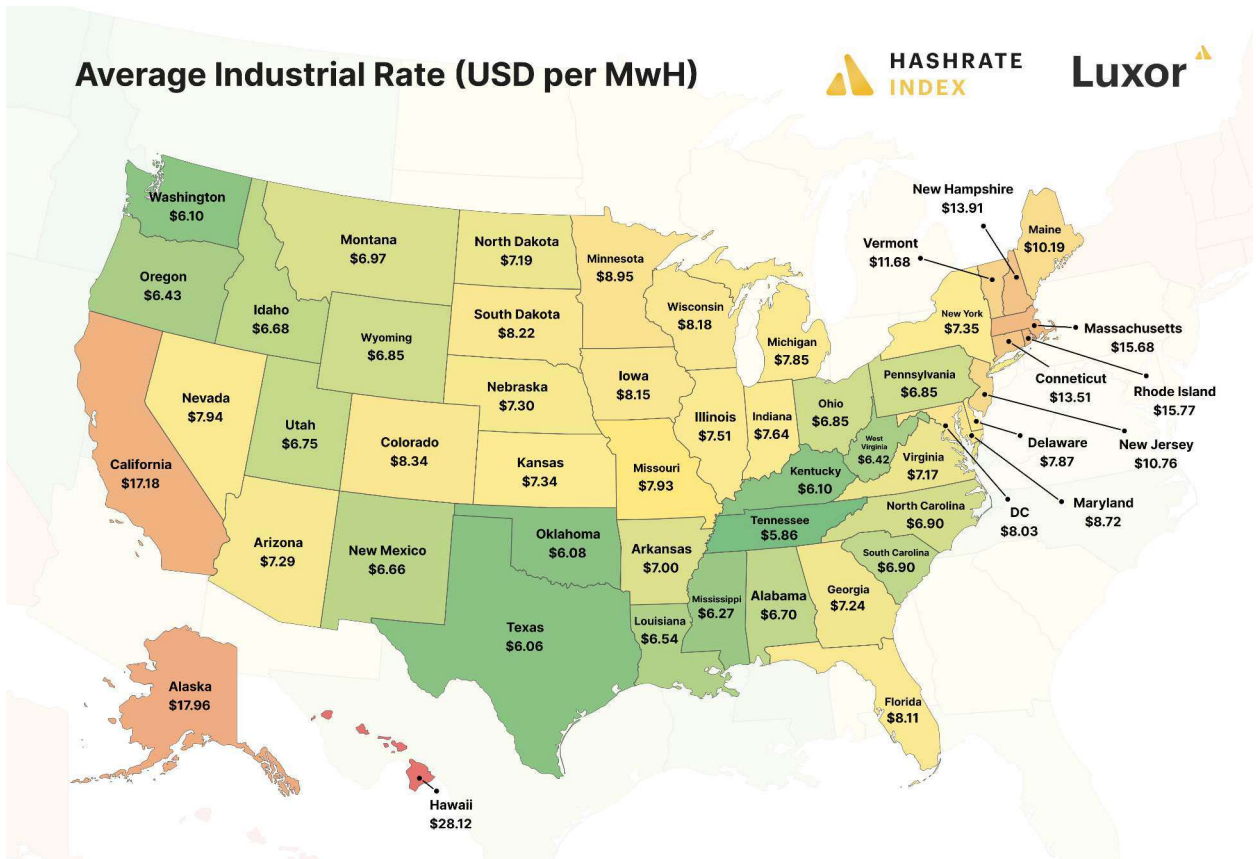 Average Industrial Rate (USD per MwH)
HASHRATE
INDEX
Luxor
Washington
$6.10
Oregon
$6.43
Idaho
$6.68
Montana
$6.97
North Dakota
$7.19
Minnesota
$8.95
South Dakota
$8.22
Wisconsin
$8.18
Michigan
$7.85
Wyoming
$6.85
Nebraska
$7.30
Iowa
$8.15
Nevada
$7.94
Utah
$6.75
Colorado
$8.34
Kansas
$7.34
Missouri
$7.93
Illinois
$7.51
Indiana
$7.64
Ohio
$6.85
Pennsylvania
$6.85
New York
$7.35
Vermont
$11.68
New Hampshire
$13.91
Maine
$10.19
Massachusetts
$15.68
Conneticut
$13.51
Rhode Island
$15.77
New Jersey
$10.76
Delaware
$7.87
Maryland
$8.72
DC
$8.03
West
Virginia
$6.42
Virginia
$7.17
Kentucky
$6.10
Tennessee
$5.86
North Carolina
$6.90
South Carolina
$6.90
California
$17.18
Arizona
$7.29
New Mexico
$6.66
Oklahoma
$6.08
Arkansas
$7.00
Texas
$6.06
Louisiana
$6.54
Mississippi
$6.27
Alabama
$6.70
Georgia
$7.24
Florida
$8.11
Alaska
$17.96
Hawaii
$28.12